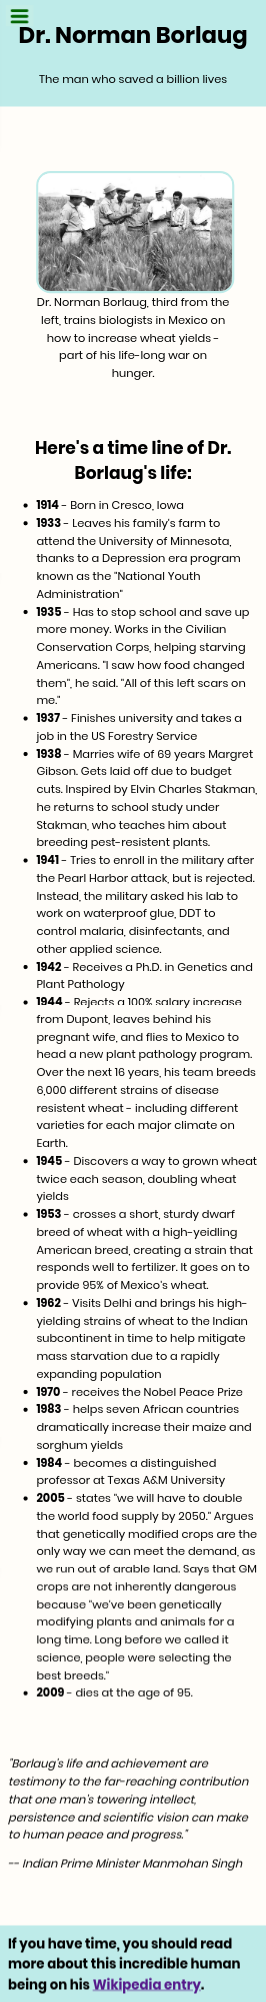 Dr. Norman Borlaug
The man who saved a billion lives
Dr. Norman Borlaug, third from the
left, trains biologists in Mexico on
how to increase wheat yields -
part of his life-long war on
hunger.
Here's a time line of Dr.
Borlaug's life:
• 1914 - Born in Cresco, Iowa
• 1933 - Leaves his family's farm to
attend the University of Minnesota,
thanks to a Depression era program
known as the "National Youth
Administration"
• 1935 - Has to stop school and save up
more money. Works in the Civilian
Conservation Corps, helping starving
Americans. "I saw how food changed
them", he said. "All of this left scars on
me."
• 1937 - Finishes university and takes a
job in the US Forestry Service
• 1938 - Marries wife of 69 years Margret
Gibson. Gets laid off due to budget
cuts. Inspired by Elvin Charles Stakman,
he returns to school study under
Stakman, who teaches him about
breeding pest-resistent plants.
• 1941 - Tries to enroll in the military after
the Pearl Harbor attack, but is rejected.
Instead, the military asked his lab to
work on waterproof glue, DDT to
control malaria, disinfectants, and
other applied science.
• 1942 - Receives a Ph.D. in Genetics and
Plant Pathology
• 1944 - Rejects a 100% salary increase
from Dupont, leaves behind his
pregnant wife, and flies to Mexico to
head a new plant pathology program.
Over the next 16 years, his team breeds
6,000 different strains of disease
resistent wheat - including different
varieties for each major climate on
Earth.
• 1945 - Discovers a way to grown wheat
twice each season, doubling wheat
yields
• 1953 - crosses a short, sturdy dwarf
breed of wheat with a high-yeidling
American breed, creating a strain that
responds well to fertilizer. It goes on to
provide 95% of Mexico's wheat.
• 1962 - Visits Delhi and brings his high-
yielding strains of wheat to the Indian
subcontinent in time to help mitigate
mass starvation due to a rapidly
expanding population
• 1970 - receives the Nobel Peace Prize
• 1983 - helps seven African countries
dramatically increase their maize and
sorghum yields
• 1984 - becomes a distinguished
professor at Texas A&M University
• 2005 - states "we will have to double
the world food supply by 2050." Argues
that genetically modified crops are the
only way we can meet the demand, as
we run out of arable land. Says that GM
crops are not inherently dangerous
because "we've been genetically
modifying plants and animals for a
long time. Long before we called it
science, people were selecting the
best breeds."
• 2009 - dies at the age of 95.
"Borlaug's life and achievement are
testimony to the far-reaching contribution
that one man's towering intellect,
persistence and scientific vision can make
to human peace and progress."
-- Indian Prime Minister Manmohan Singh
If you have time, you should read
more about this incredible human
being on his Wikipedia entry.